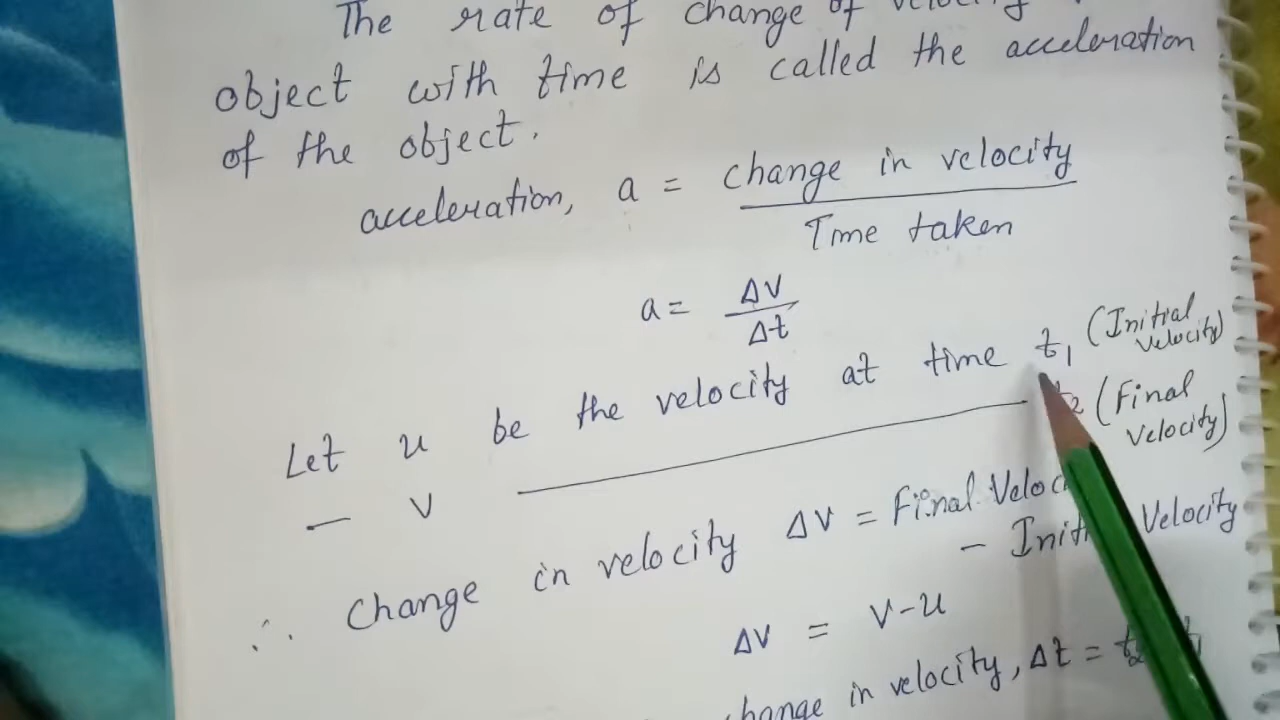 The rate of change of velocity
object with time is called the acceleration
of the object.
acceleration, a = change in velocity
Time taken
a = Δv
Δt
Let u be the velocity at time t₁ (Initial
velocity)
— v ——— t₂ (Final
velocity)
∴ Change in velocity Δv = Final
- Velocity
Δv = v-u
change in velocity, Δt =